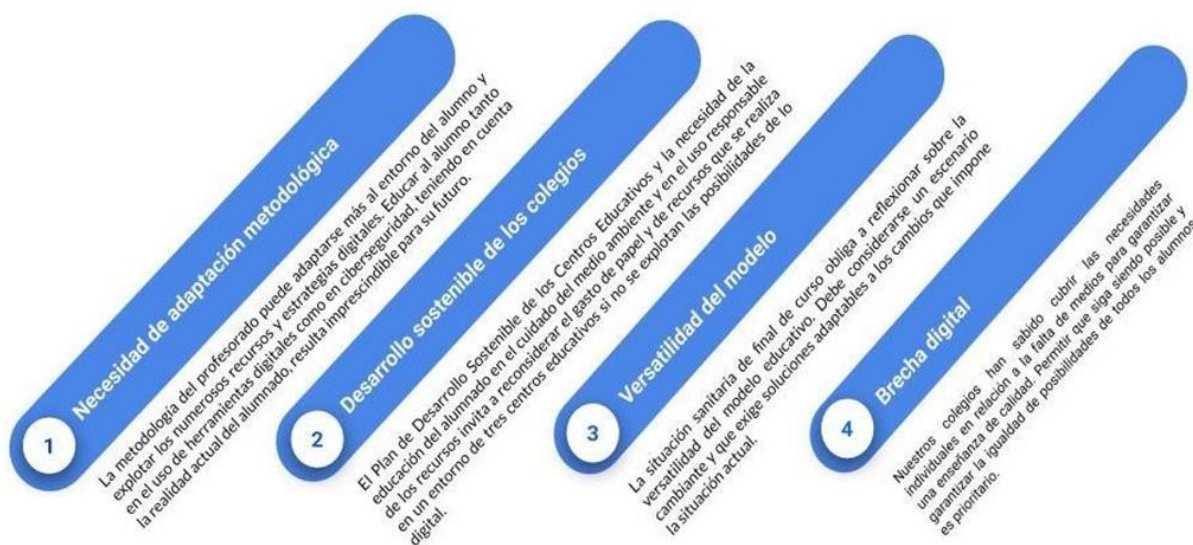 1
Necesidad de adaptación metodológica
La metodología del profesorado puede adaptarse más al entorno del alumno y
explotar los numerosos recursos y estrategias digitales. Educar al alumno tanto
en el uso de herramientas digitales como en ciberseguridad, teniendo en cuenta
la realidad actual del alumnado, resulta imprescindible para su futuro.
2
Desarrollo sostenible de los colegios
El Plan de Desarrollo Sostenible de los Centros Educativos y la necesidad de la
educación del alumnado en el cuidado del medio ambiente y en el uso responsable
de los recursos invita a reconsiderar el gasto de papel y de recursos que se realiza
en un entorno de tres centros educativos si no se explotan las posibilidades de lo
digital.
3
Versatilidad del modelo
La situación sanitaria de final de curso obliga a reflexionar sobre la
versatilidad del modelo educativo. Debe considerarse un escenario
cambiante y que exige soluciones adaptables a los cambios que impone
la situación actual.
4
Brecha digital
Nuestros colegios han sabido cubrir las necesidades
individuales en relación a la falta de medios para garantizar
una enseñanza de calidad. Permitir que siga siendo posible y
garantizar la igualdad de posibilidades de todos los alumnos
es prioritario.